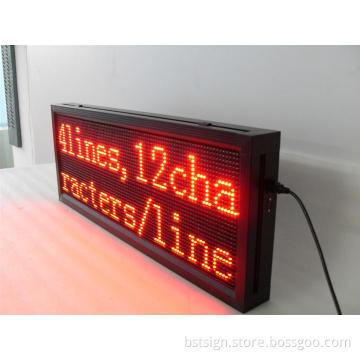 4lines,12cha
racters/line
bstsign.store.bossgoo.com